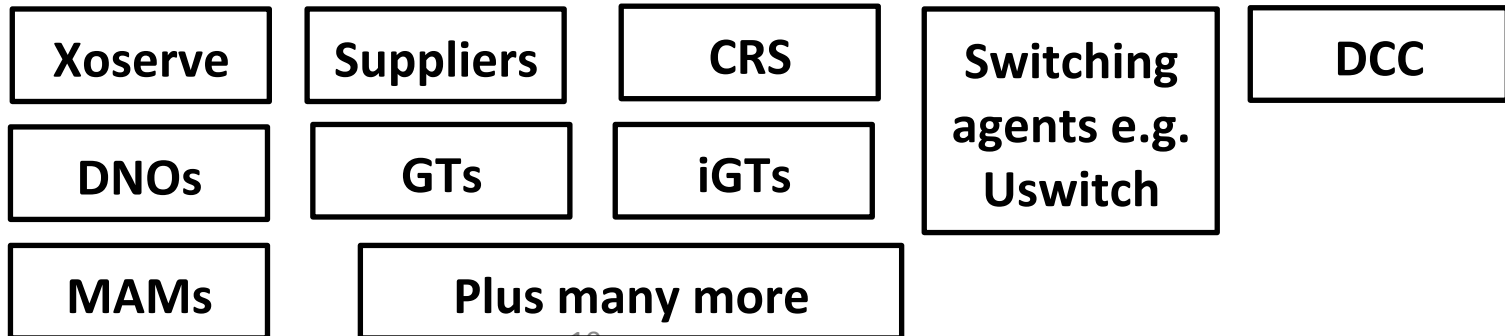 Xoserve
Suppliers
CRS
Switching
agents e.g.
Uswitch
DCC
DNOs
GTs
iGTs
MAMs
Plus many more